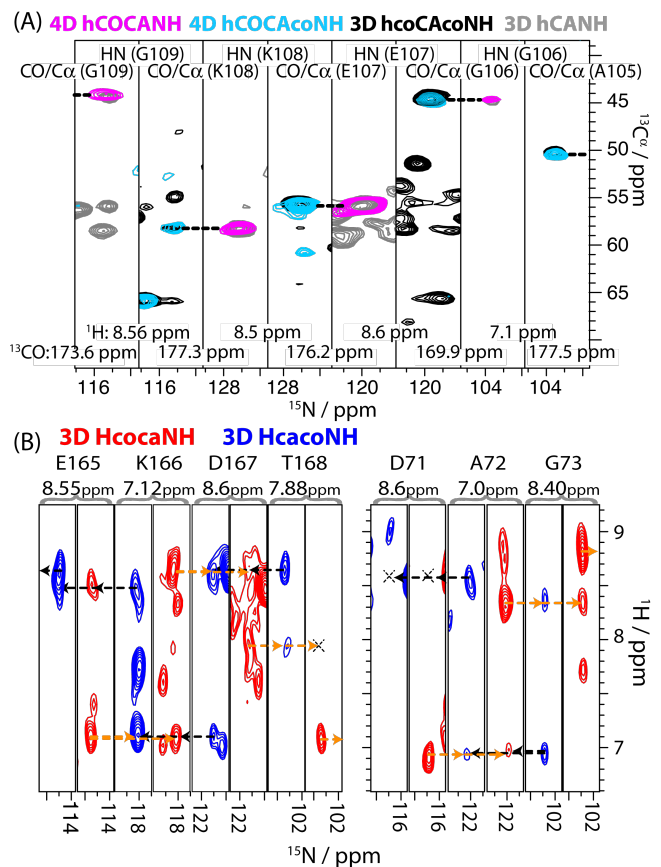 (A) 4D hCOCANH 4D hCOCAcoNH 3D hcoCAcoNH 3D hCANH
HN (G109) HN (K108) HN (E107) HN (G106)
CO/Cα (G109) CO/Cα (K108) CO/Cα (E107) CO/Cα (G106) CO/Cα (A105)
45
50
55
60
65
¹³Cᵅ / ppm
¹H: 8.56 ppm 8.5 ppm 8.6 ppm 7.1 ppm
¹³CO:173.6 ppm 177.3 ppm 176.2 ppm 169.9 ppm 177.5 ppm
116 116 128 128 120 120 104 104
¹⁵N / ppm
(B) 3D HcocaNH 3D HcacoNH
E165 K166 D167 T168 D71 A72 G73
8.55ppm 7.12ppm 8.6ppm 7.88ppm 8.6ppm 7.0ppm 8.40ppm
9
8
7
¹H / ppm
114 114 118 118 122 122 102 102 116 116 122 122 102 102
¹⁵N / ppm